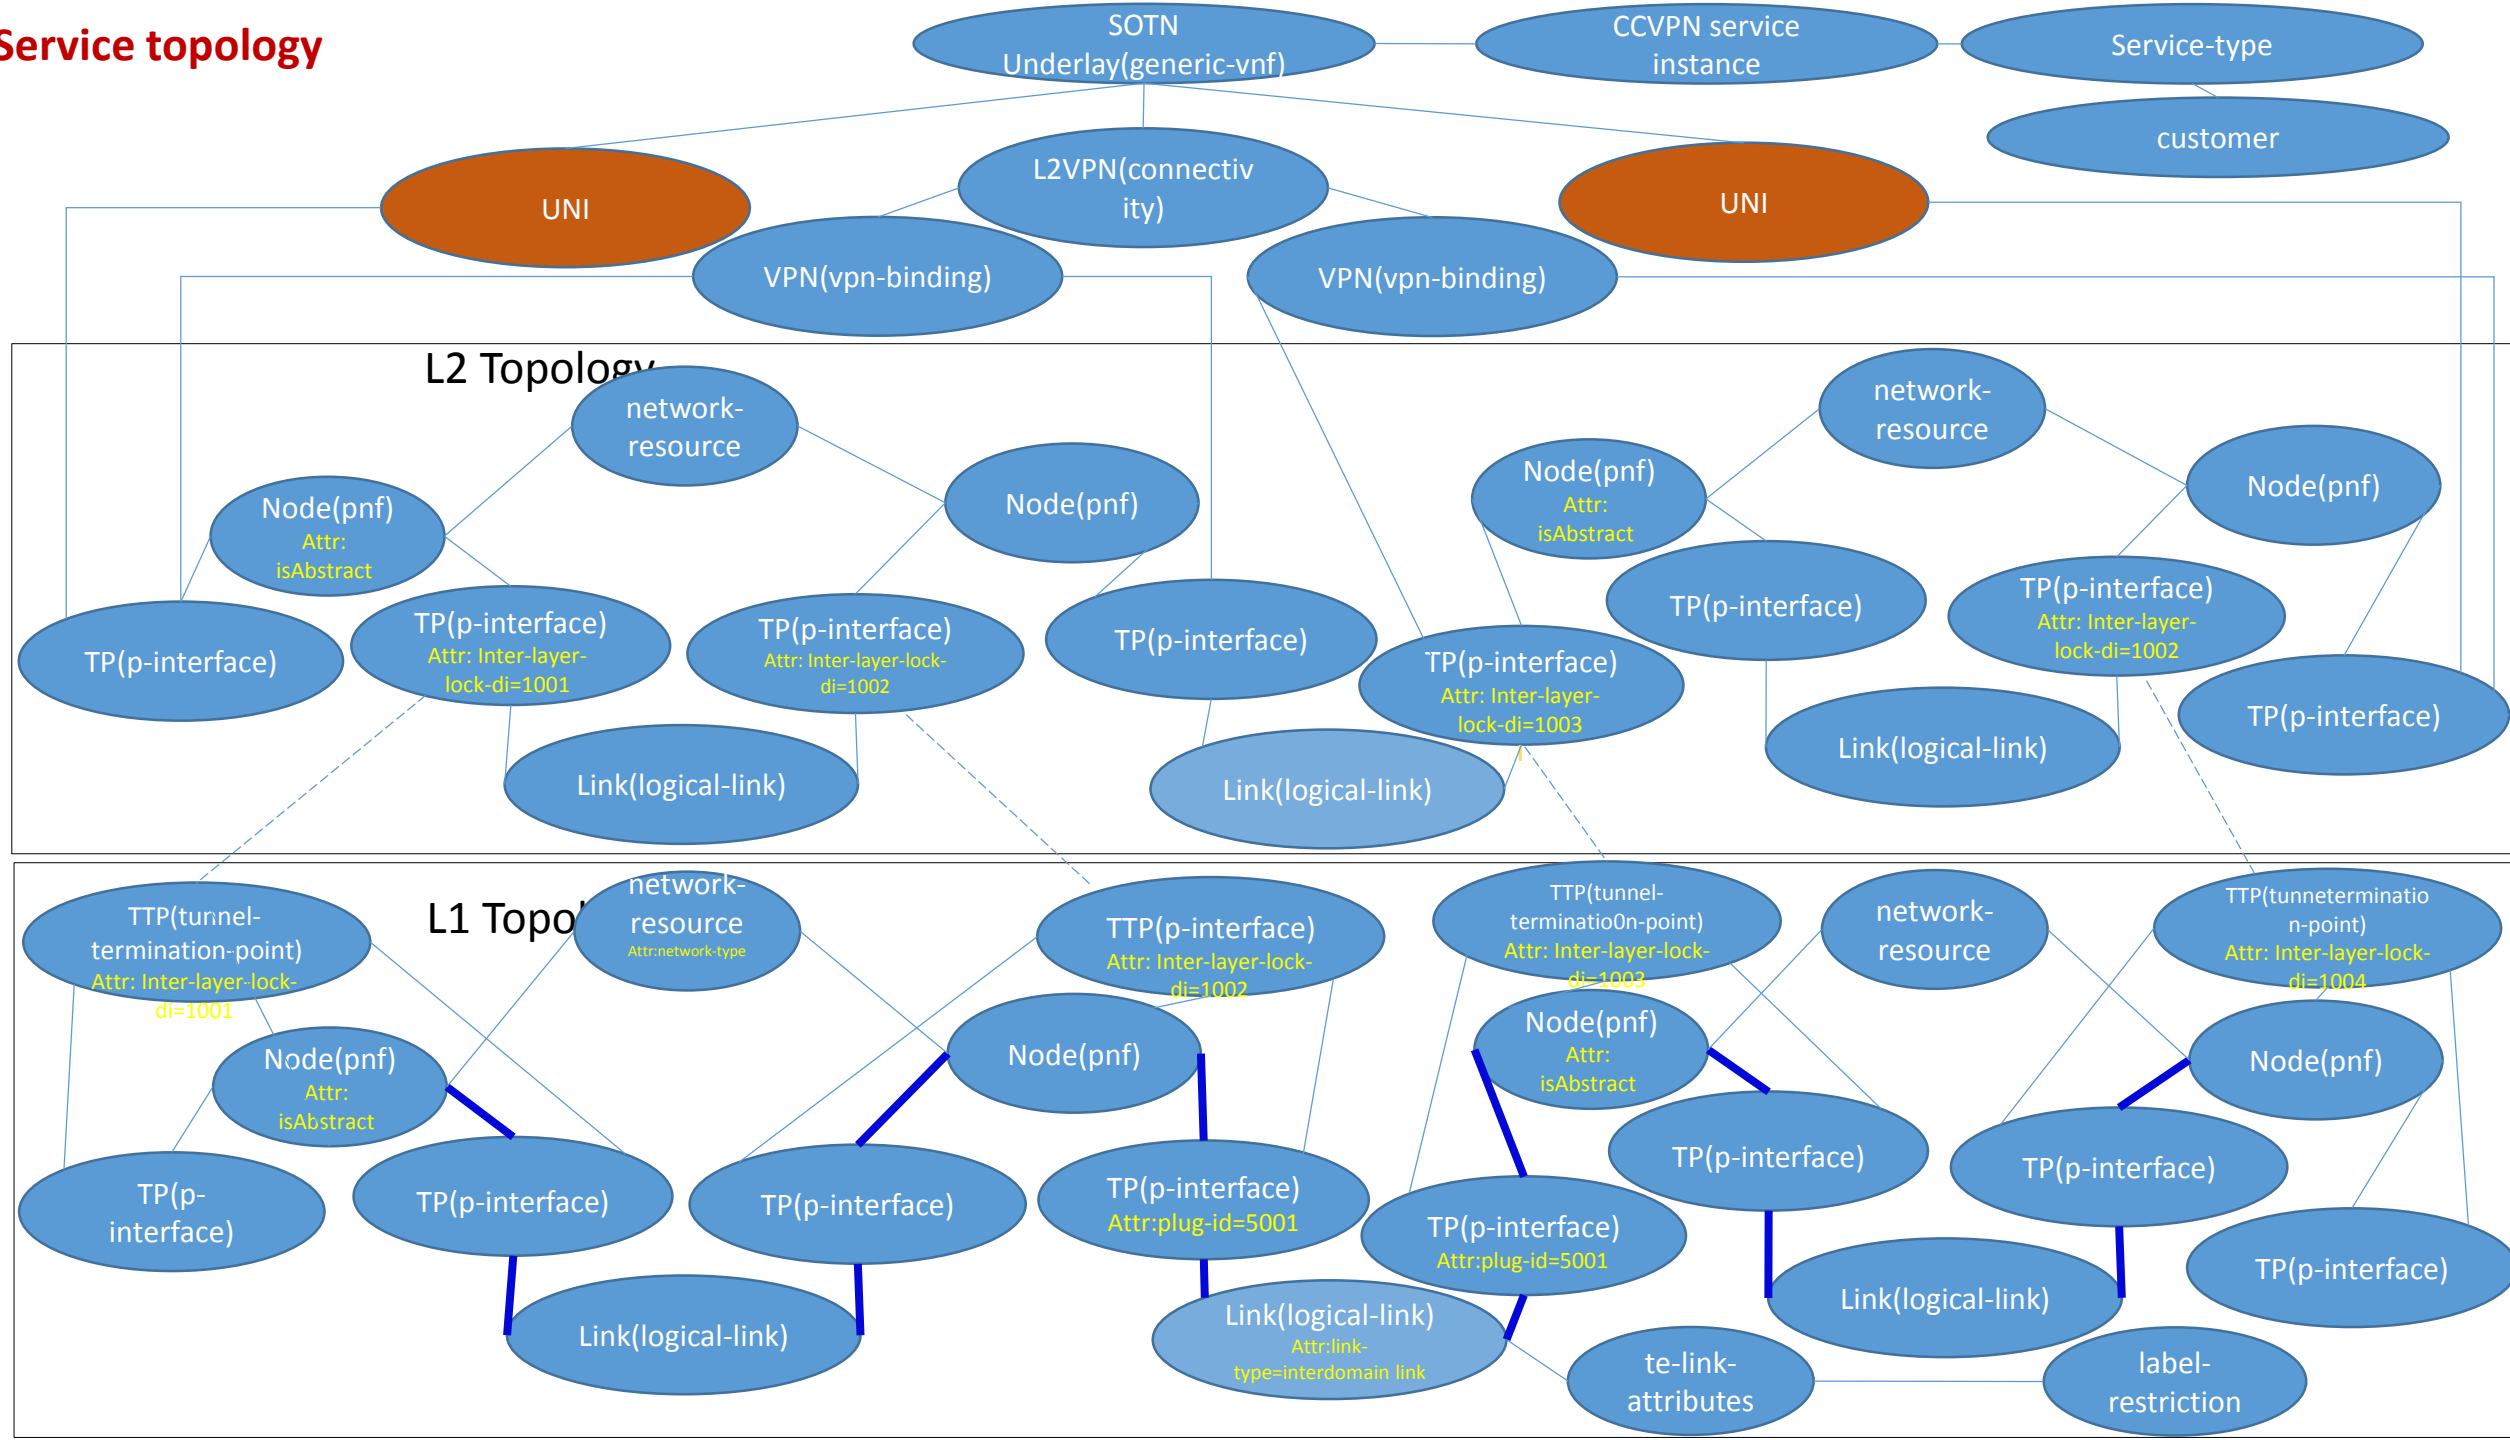 Service topology
SOTN
Underlay(generic-vnf)
CCVPN service
instance
Service-type
customer
UNI
L2VPN(connectiv
ity)
UNI
VPN(vpn-binding)
VPN(vpn-binding)
L2 Topology
network-
resource
Node(pnf)
Attr:
isAbstract
Node(pnf)
network-
resource
Node(pnf)
Attr:
isAbstract
Node(pnf)
TP(p-interface)
TP(p-interface)
Attr: Inter-layer-
lock-di=1001
TP(p-interface)
Attr: Inter-layer-lock-
di=1002
TP(p-interface)
TP(p-interface)
Attr: Inter-layer-
lock-di=1003
TP(p-interface)
TP(p-interface)
Attr: Inter-layer-
lock-di=1002
TP(p-interface)
Link(logical-link)
Link(logical-link)
Link(logical-link)
L1 Topol
TTP(tunnel-
termination-point)
Attr: Inter-layer-lock-
di=1001
network-
resource
Attr:network-type
TTP(p-interface)
Attr: Inter-layer-lock-
di=1002
TTP(tunnel-
terminatio0n-point)
Attr: Inter-layer-lock-
di=1003
network-
resource
TTP(tunneterminatio
n-point)
Attr: Inter-layer-lock-
di=1004
Node(pnf)
Attr:
isAbstract
Node(pnf)
Node(pnf)
Attr:
isAbstract
Node(pnf)
TP(p-
interface)
TP(p-interface)
TP(p-interface)
TP(p-interface)
Attr:plug-id=5001
TP(p-interface)
Attr:plug-id=5001
TP(p-interface)
TP(p-interface)
TP(p-interface)
Link(logical-link)
Link(logical-link)
Attr:link-
type=interdomain link
Link(logical-link)
te-link-
attributes
label-
restriction